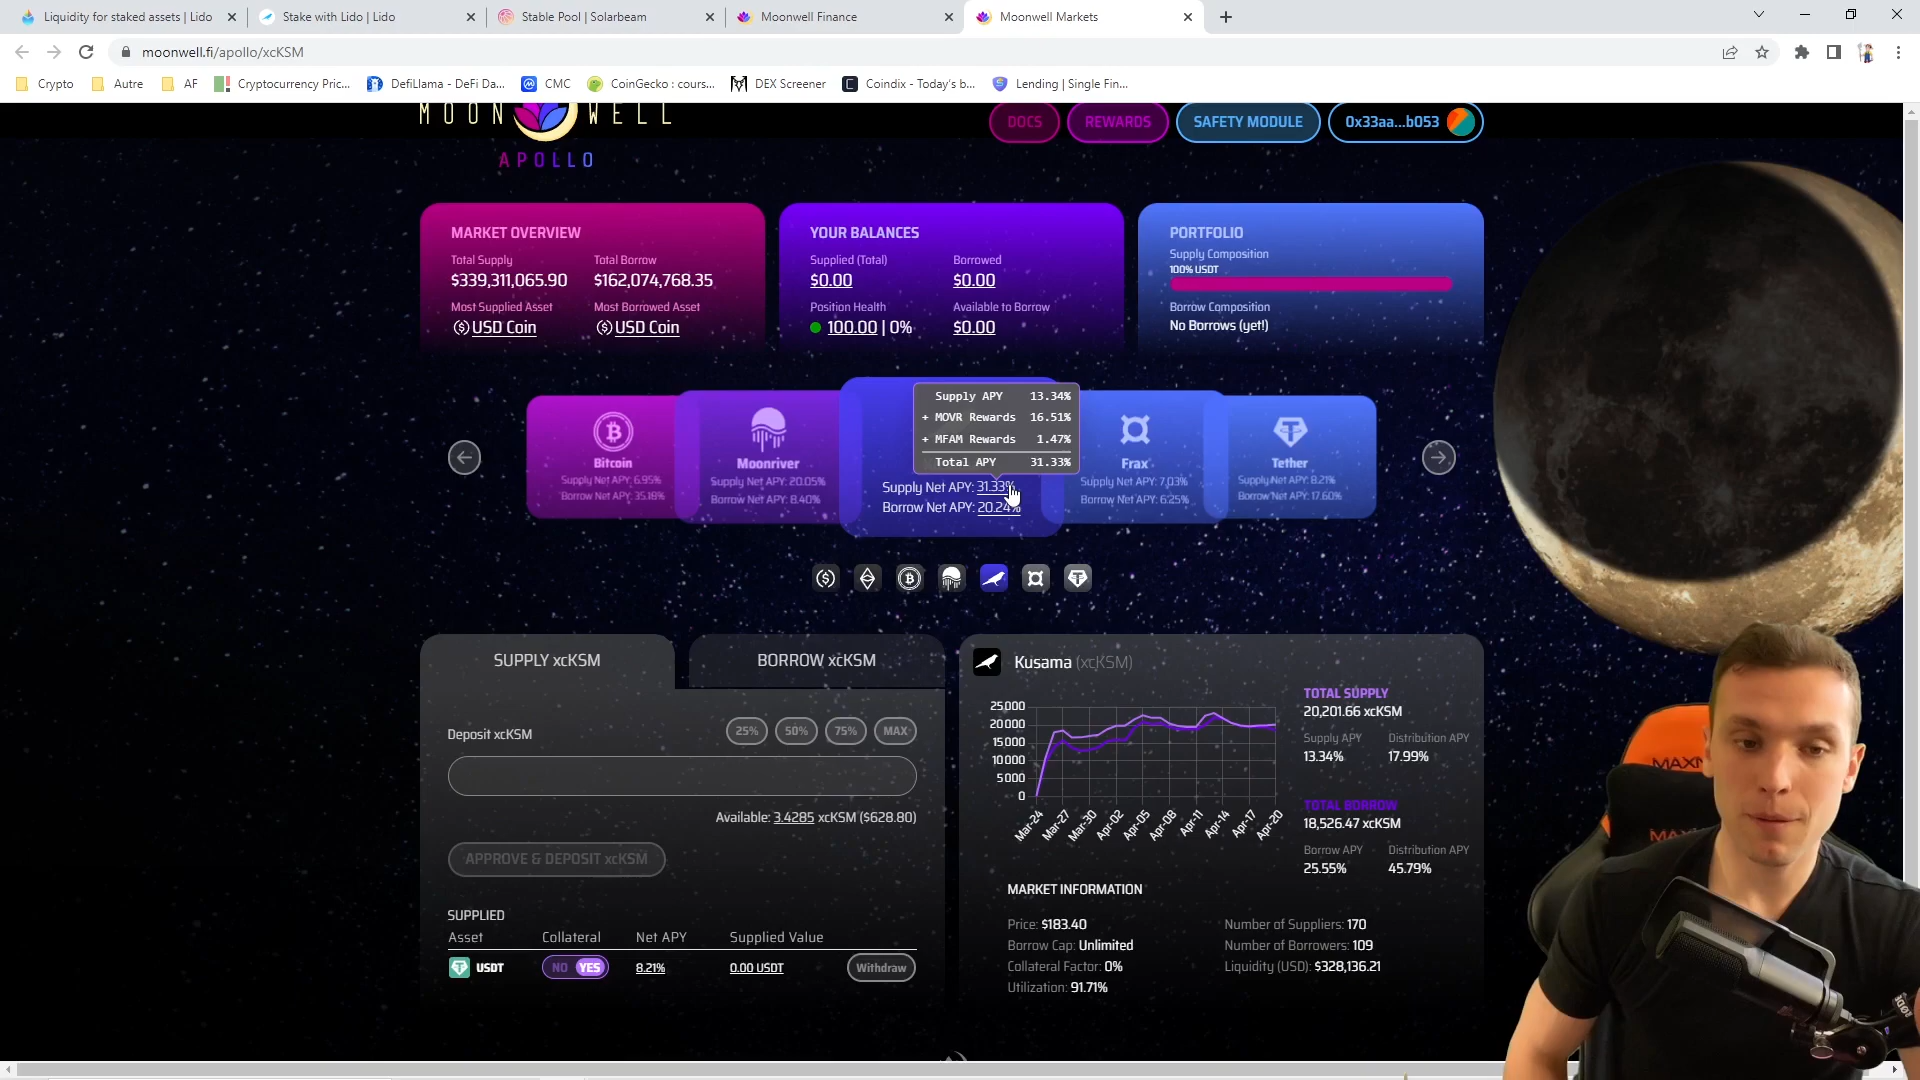 Liquidity for staked assets | Lido
Stake with Lido | Lido
Stable Pool | Solarbeam
Moonwell Finance
Moonwell Markets
moonwell.fi/apollo/xcKSM
Crypto
Autre
AF
Cryptocurrency Pric...
DefiLlama - DeFi Da...
CMC
CoinGecko : cours...
DEX Screener
Coindix - Today's b...
Lending | Single Fin...
MOONWELL
APOLLO
DOCS
REWARDS
SAFETY MODULE
0x33aa...b053
MARKET OVERVIEW
Total Supply
Total Borrow
$339,311,065.90
$162,074,768.35
Most Supplied Asset
Most Borrowed Asset
USD Coin
USD Coin
YOUR BALANCES
Supplied (Total)
Borrowed
$0.00
$0.00
Position Health
Available to Borrow
100.00 | 0%
$0.00
PORTFOLIO
Supply Composition
100% USDT
Borrow Composition
No Borrows (yet!)
Bitcoin
Supply Net APY: 6.95%
Borrow Net APY: 35.18%
Moonriver
Supply Net APY: 20.05%
Borrow Net APY: 8.40%
Supply APY 13.34%
+ MOVR Rewards 16.51%
+ MFAM Rewards 1.47%
Total APY 31.33%
Supply Net APY: 31.33%
Borrow Net APY: 20.24%
Frax
Supply Net APY: 7.03%
Borrow Net APY: 6.25%
Tether
Supply Net APY: 8.21%
Borrow Net APY: 17.60%
SUPPLY xcKSM
BORROW xcKSM
Deposit xcKSM
25%
50%
75%
MAX
Available: 3.4285 xcKSM ($628.80)
APPROVE & DEPOSIT xcKSM
SUPPLIED
Asset
Collateral
Net APY
Supplied Value
USDT
NO YES
8.21%
0.00 USDT
Withdraw
Kusama (xcKSM)
25000
20000
15000
10000
5000
0
Mar-24
Mar-27
Mar-30
Apr-02
Apr-05
Apr-08
Apr-11
Apr-14
Apr-17
Apr-20
TOTAL SUPPLY
20,201.66 xcKSM
Supply APY
Distribution APY
13.34%
17.99%
TOTAL BORROW
18,526.47 xcKSM
Borrow APY
Distribution APY
25.55%
45.79%
MARKET INFORMATION
Price: $183.40
Number of Suppliers: 170
Borrow Cap: Unlimited
Number of Borrowers: 109
Collateral Factor: 0%
Liquidity (USD): $328,136.21
Utilization: 91.71%